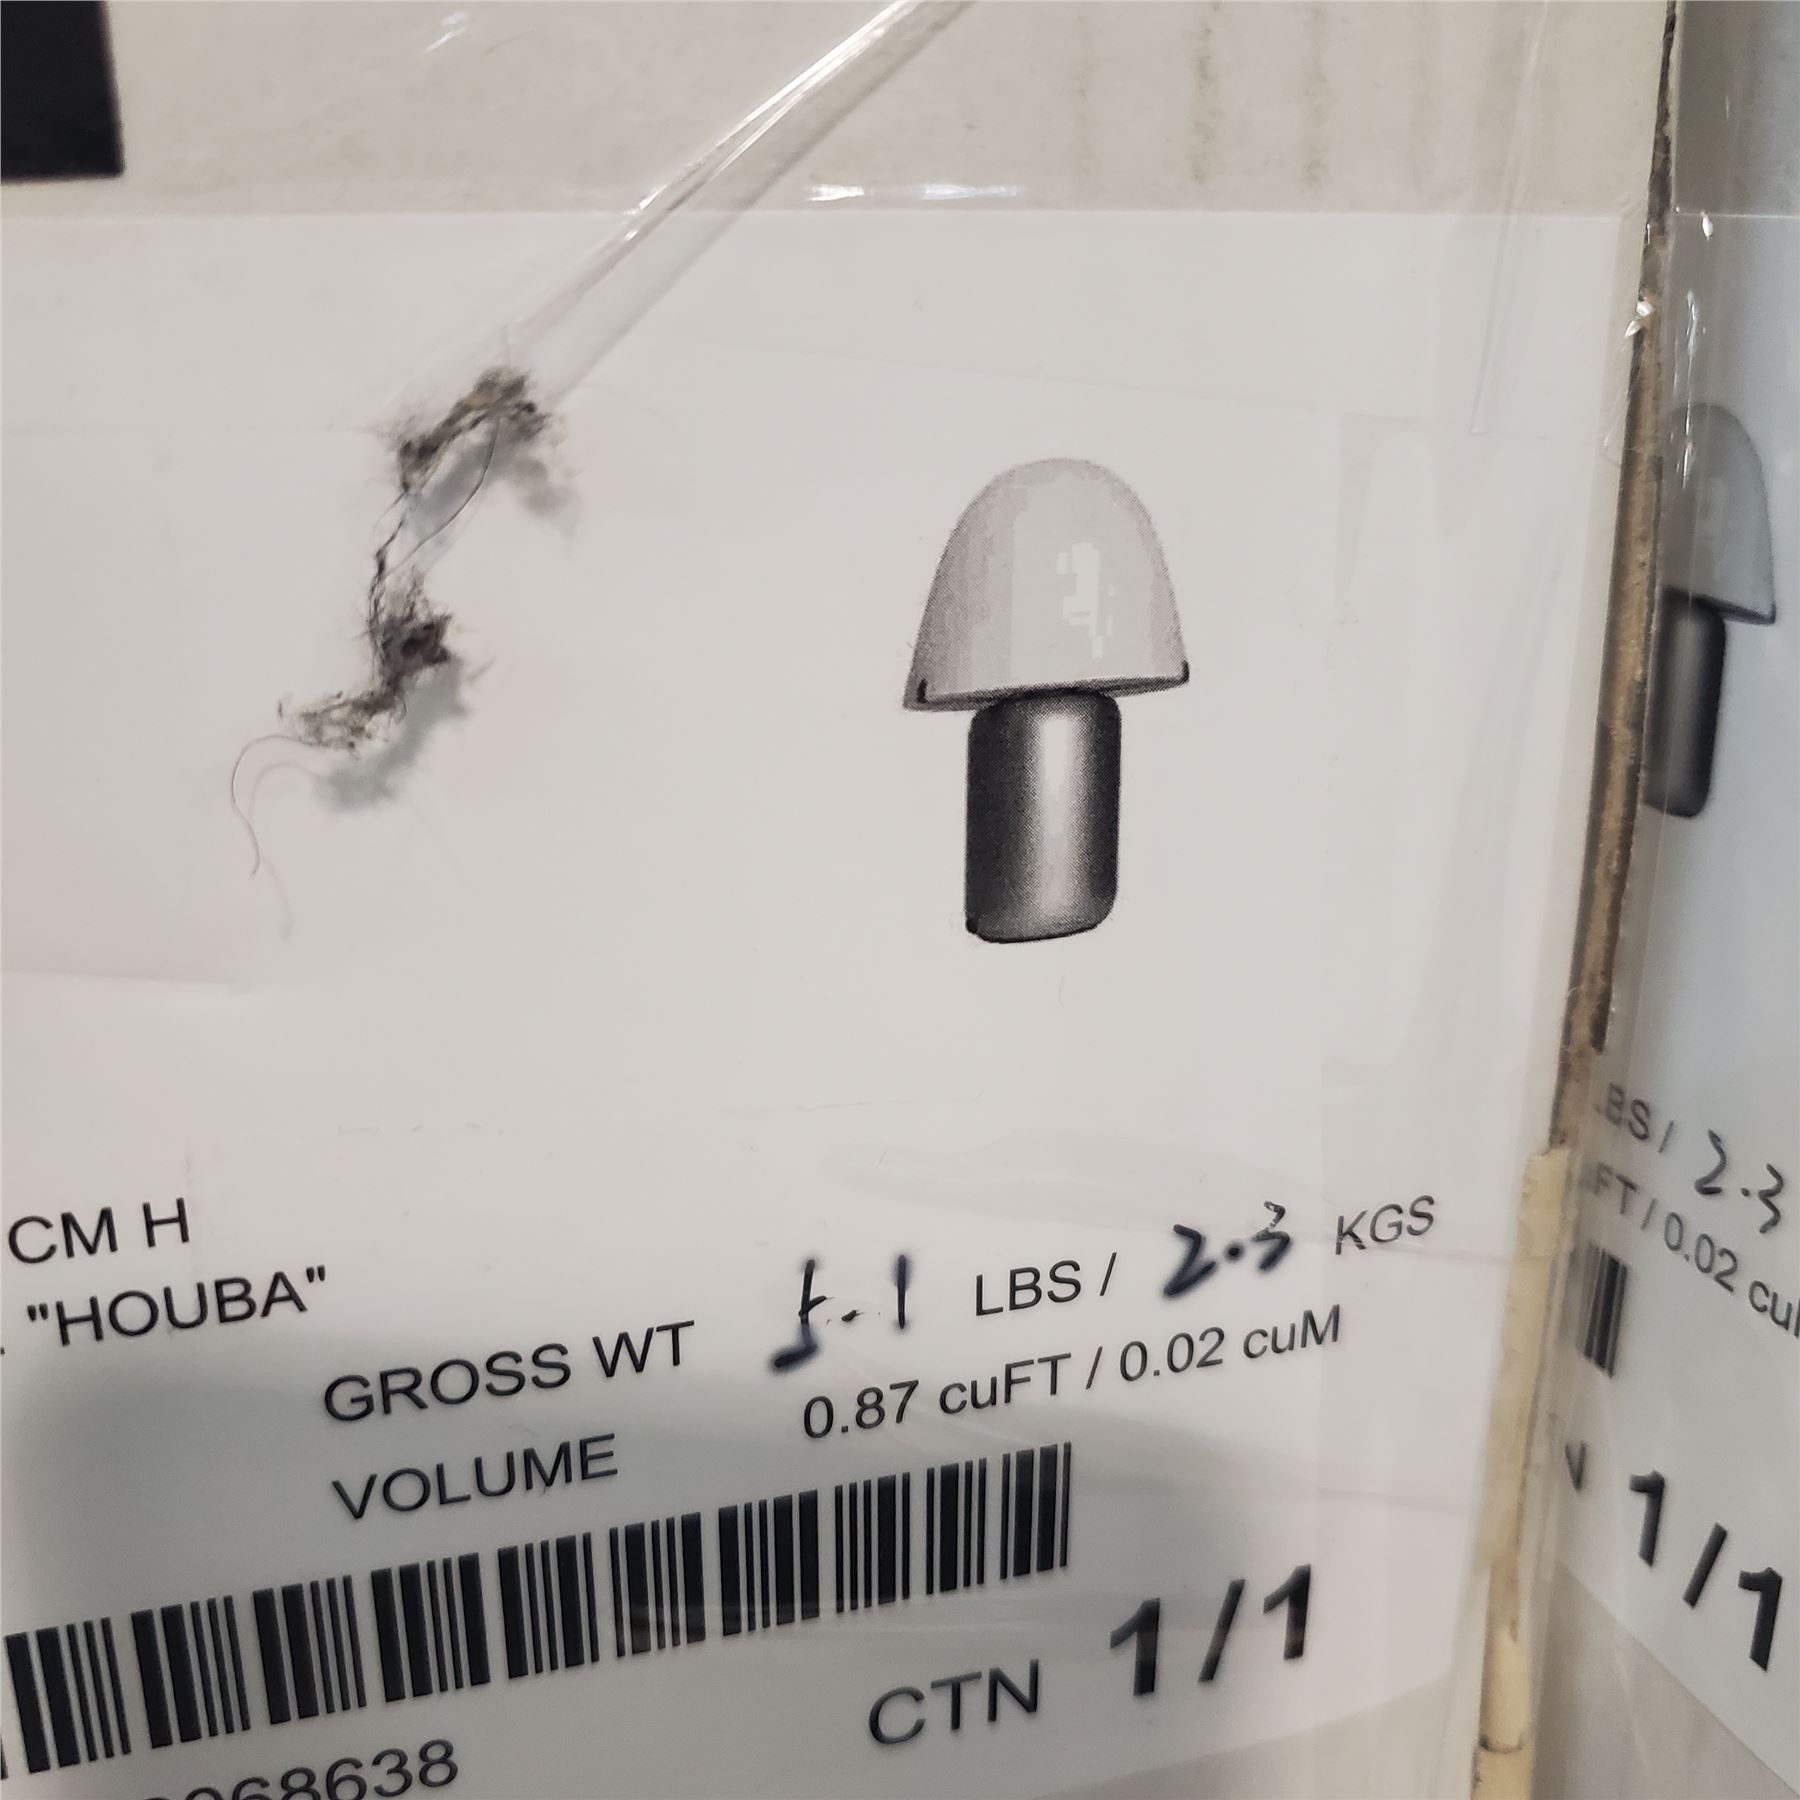 CM H
"HOUBA"
GROSS WT 5.1 LBS / 2.3 KGS
VOLUME 0.87 cuFT / 0.02 cuM
68638
CTN 1/1
LBS / 2.3
FT / 0.02 cu
N 1/1